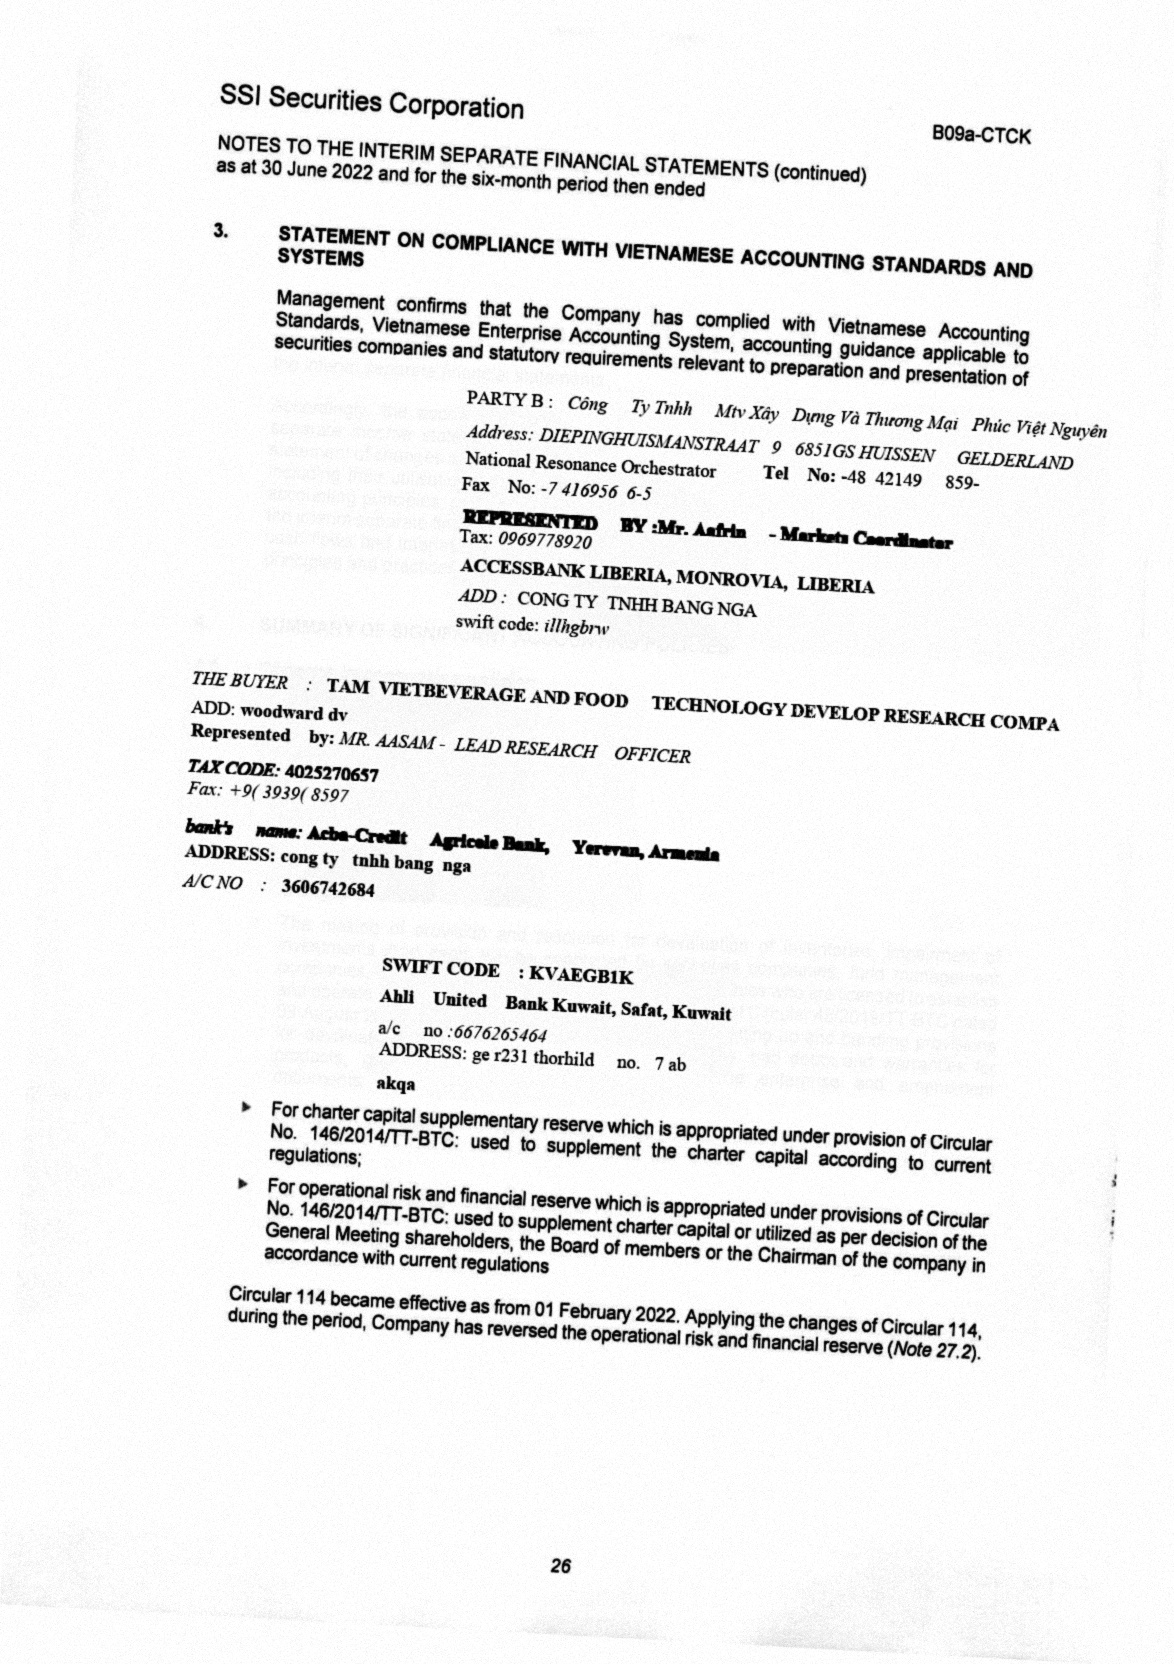 SSI Securities Corporation
B09a-CTCK
NOTES TO THE INTERIM SEPARATE FINANCIAL STATEMENTS (continued)
as at 30 June 2022 and for the six-month period then ended
3. STATEMENT ON COMPLIANCE WITH VIETNAMESE ACCOUNTING STANDARDS AND
SYSTEMS
Management confirms that the Company has complied with Vietnamese Accounting
Standards, Vietnamese Enterprise Accounting System, accounting guidance applicable to
securities companies and statutory requirements relevant to preparation and presentation of
PARTY B : Công Ty Tnhh Mtv Xây Dựng Và Thương Mại Phúc Việt Nguyên
Address: DIEPINGHUISMANSTRAAT 9 6851GS HUISSEN GELDERLAND
National Resonance Orchestrator Tel No: -48 42149 859-
Fax No: -7 416956 6-5
REPRESENTED BY :Mr. Aafrin - Markets Coordinator
Tax: 0969778920
ACCESSBANK LIBERIA, MONROVIA, LIBERIA
ADD : CONG TY TNHH BANG NGA
swift code: illhgbrw
SUMMARY OF SIGNIFICANT ACCOUNTING POLICIES
THE BUYER : TAM VIETBEVERAGE AND FOOD TECHNOLOGY DEVELOP RESEARCH COMPA
ADD: woodward dv
Represented by: MR. AASAM - LEAD RESEARCH OFFICER
TAX CODE: 4025270657
Fax: +9( 3939( 8597
bank's name: Acba-Credit Agricole Bank, Yerevan, Armenia
ADDRESS: cong ty tnhh bang nga
A/C NO : 3606742684
SWIFT CODE : KVAEGB1K
Ahli United Bank Kuwait, Safat, Kuwait
a/c no :6676265464
ADDRESS: ge r231 thorhild no. 7 ab
akqa
► For charter capital supplementary reserve which is appropriated under provision of Circular
No. 146/2014/TT-BTC: used to supplement the charter capital according to current
regulations;
► For operational risk and financial reserve which is appropriated under provisions of Circular
No. 146/2014/TT-BTC: used to supplement charter capital or utilized as per decision of the
General Meeting shareholders, the Board of members or the Chairman of the company in
accordance with current regulations
Circular 114 became effective as from 01 February 2022. Applying the changes of Circular 114,
during the period, Company has reversed the operational risk and financial reserve (Note 27.2).
26